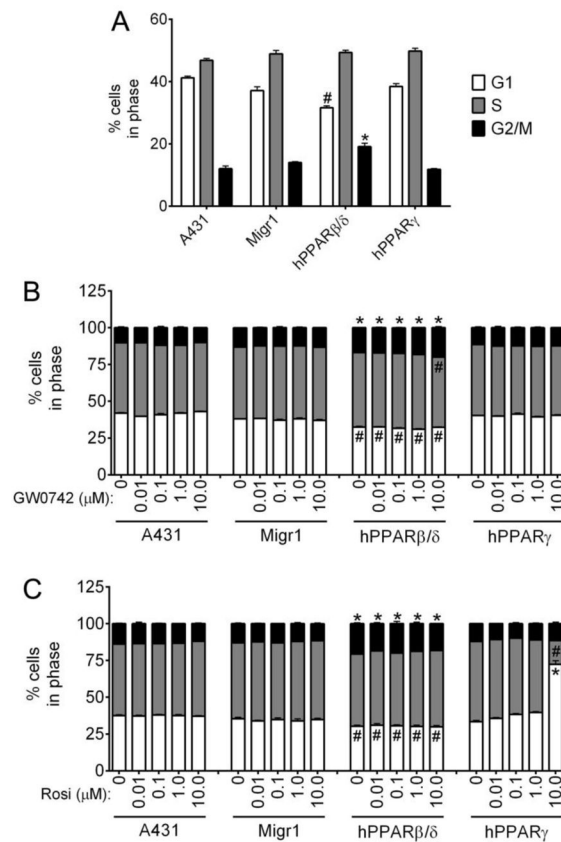 A
60
40
20
0
% cells
in phase
#
*
G1
S
G2/M
A431
Migr1
hPPARβ/δ
hPPARγ
B
125
100
75
50
25
0
% cells
in phase
* * * * *
#
# # # # #
GW0742 (μM): 0 0.01 0.1 1.0 10.0 0 0.01 0.1 1.0 10.0 0 0.01 0.1 1.0 10.0 0 0.01 0.1 1.0 10.0
A431 Migr1 hPPARβ/δ hPPARγ
C
125
100
75
50
25
0
% cells
in phase
* * * * *
#
*
# # # # #
Rosi (μM): 0 0.01 0.1 1.0 10.0 0 0.01 0.1 1.0 10.0 0 0.01 0.1 1.0 10.0 0 0.01 0.1 1.0 10.0
A431 Migr1 hPPARβ/δ hPPARγ